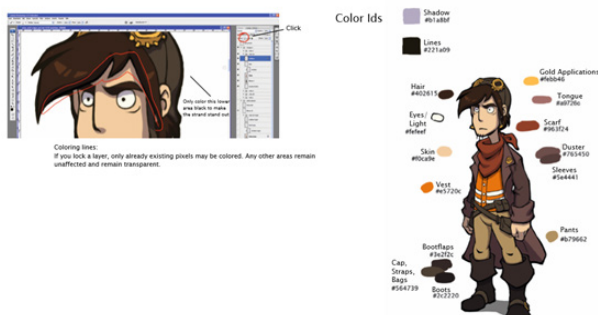 Click
Only color this lower
area black to make
the strand stand out
Coloring lines:
If you lock a layer, only already existing pixels may be colored. Any other areas remain
unaffected and remain transparent.
Color Ids
Shadow
#b1a8bf
Lines
#221a09
Hair
#402615
Eyes/
Light
#fefeef
Skin
#f0ca9e
Vest
#e5720c
Bootflaps
#3e2f2c
Cap,
Straps,
Bags
#564739
Boots
#2c2220
Gold Applications
#febb46
Tongue
Scarf
#963f24
Duster
#765450
Sleeves
#5e4441
Pants
#b79662